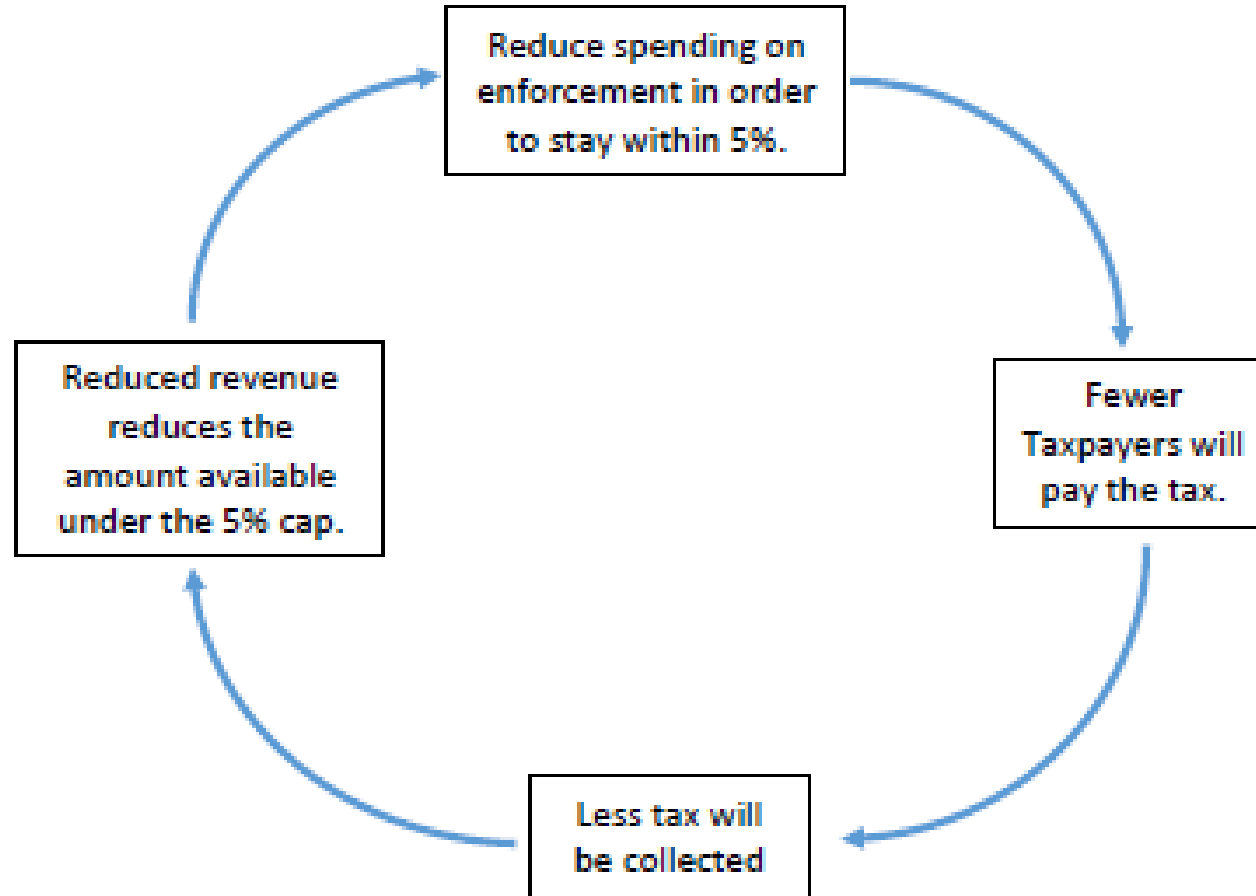 Reduce spending on
enforcement in order
to stay within 5%.
Fewer
Taxpayers will
pay the tax.
Less tax will
be collected
Reduced revenue
reduces the
amount available
under the 5% cap.